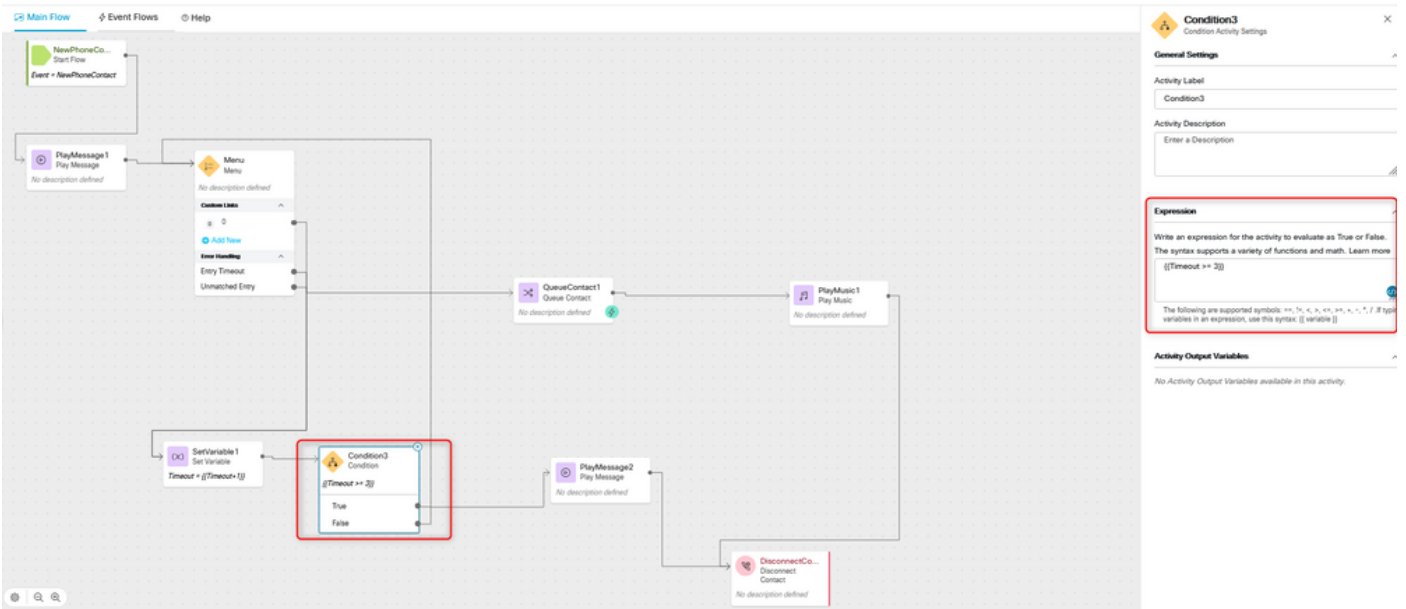 Main Flow
Event Flows
Help
NewPhoneCo...
Start Flow
Event = NewPhoneContact
PlayMessage1
Play Message
No description defined
Menu
Menu
No description defined
Custom Links
0
0
Add New
Error Handling
Entry Timeout
Unmatched Entry
QueueContact1
Queue Contact
No description defined
PlayMusic1
Play Music
No description defined
SetVariable1
Set Variable
Timeout = {{Timeout+1}}
Condition3
Condition
{{Timeout >= 3}}
True
False
PlayMessage2
Play Message
No description defined
DisconnectCo...
Disconnect
Contact
No description defined
Condition3
Condition Activity Settings
General Settings
Activity Label
Condition3
Activity Description
Enter a Description
Expression
Write an expression for the activity to evaluate as True or False.
The syntax supports a variety of functions and math. Learn more
{{Timeout >= 3}}
The following are supported symbols: ==, !=, <, >, <=, >=, +, -, *, / .If typin
variables in an expression, use this syntax: {{ variable }}
Activity Output Variables
No Activity Output Variables available in this activity.